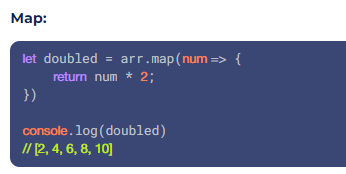 Map:
let doubled = arr.map(num => {
    return num * 2;
})
console.log(doubled)
// [2, 4, 6, 8, 10]